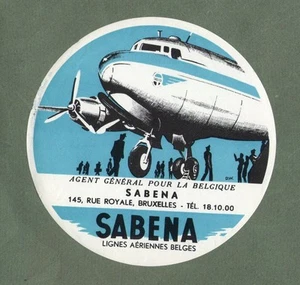 AGENT GÉNÉRAL POUR LA BELGIQUE
SABENA
145, RUE ROYALE, BRUXELLES - TÉL. 18.10.00
SABENA
LIGNES AÉRIENNES BELGES